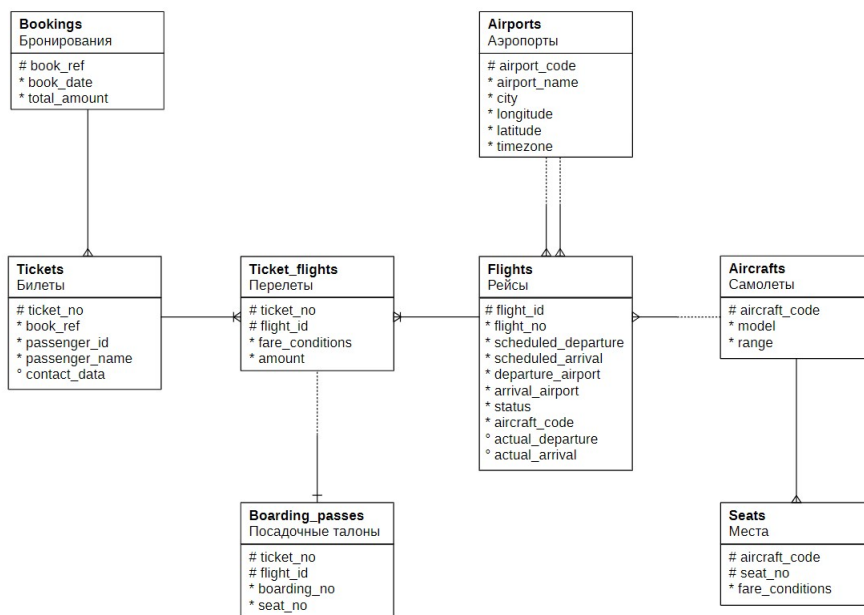 Bookings
Бронирования
# book_ref
* book_date
* total_amount
Airports
Аэропорты
# airport_code
* airport_name
* city
* longitude
* latitude
* timezone
Tickets
Билеты
# ticket_no
* book_ref
* passenger_id
* passenger_name
° contact_data
Ticket_flights
Перелеты
# ticket_no
# flight_id
* fare_conditions
* amount
Flights
Рейсы
# flight_id
* flight_no
* scheduled_departure
* scheduled_arrival
* departure_airport
* arrival_airport
* status
* aircraft_code
° actual_departure
° actual_arrival
Aircrafts
Самолеты
# aircraft_code
* model
* range
Boarding_passes
Посадочные талоны
# ticket_no
# flight_id
* boarding_no
* seat_no
Seats
Места
# aircraft_code
# seat_no
* fare_conditions